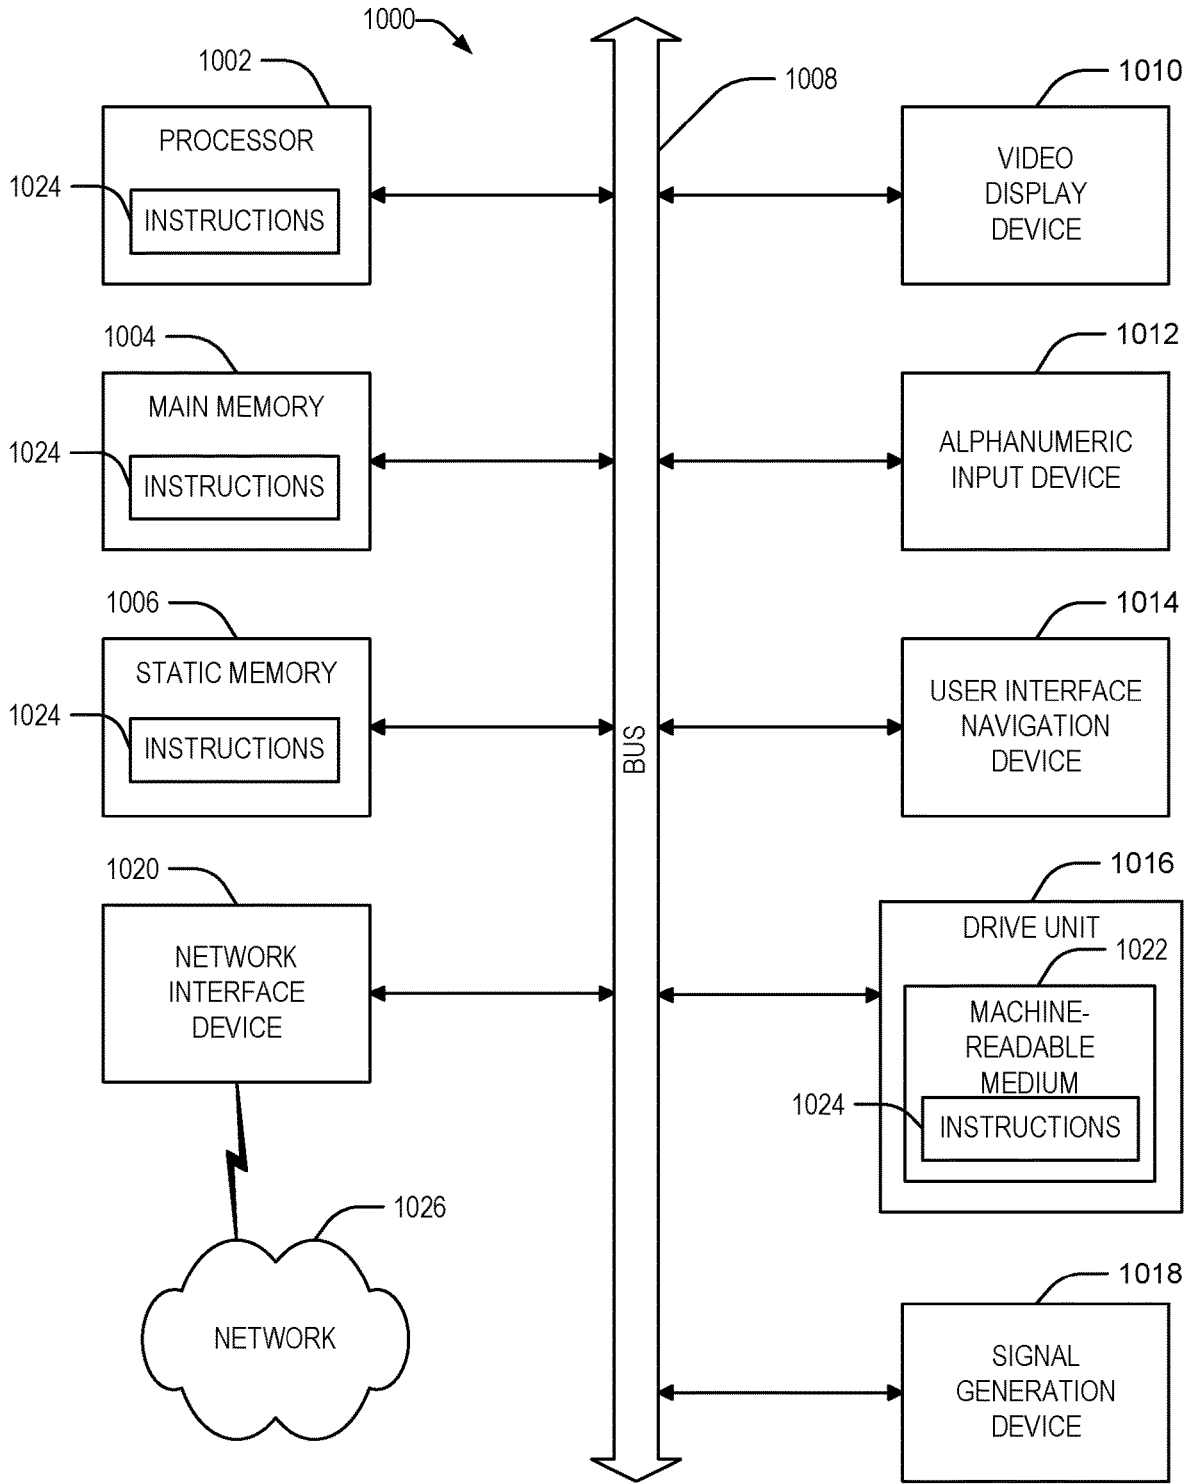 1000
1002
PROCESSOR
1024
INSTRUCTIONS
1004
MAIN MEMORY
1024
INSTRUCTIONS
1006
STATIC MEMORY
1024
INSTRUCTIONS
1020
NETWORK
INTERFACE
DEVICE
1026
NETWORK
1008
BUS
1010
VIDEO
DISPLAY
DEVICE
1012
ALPHANUMERIC
INPUT DEVICE
1014
USER INTERFACE
NAVIGATION
DEVICE
1016
DRIVE UNIT
1022
MACHINE-
READABLE
MEDIUM
1024
INSTRUCTIONS
1018
SIGNAL
GENERATION
DEVICE